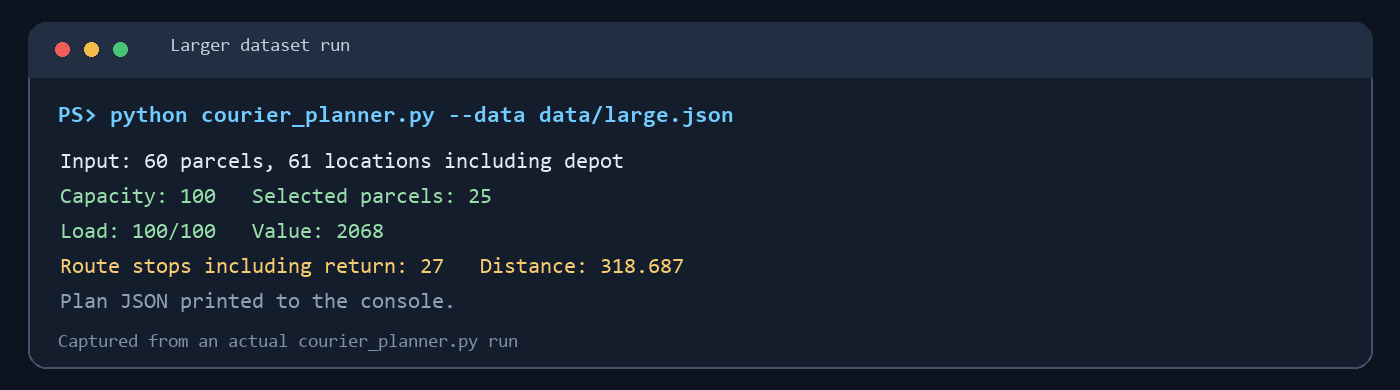 Larger dataset run
PS> python courier_planner.py --data data/large.json
Input: 60 parcels, 61 locations including depot
Capacity: 100   Selected parcels: 25
Load: 100/100   Value: 2068
Route stops including return: 27   Distance: 318.687
Plan JSON printed to the console.
Captured from an actual courier_planner.py run